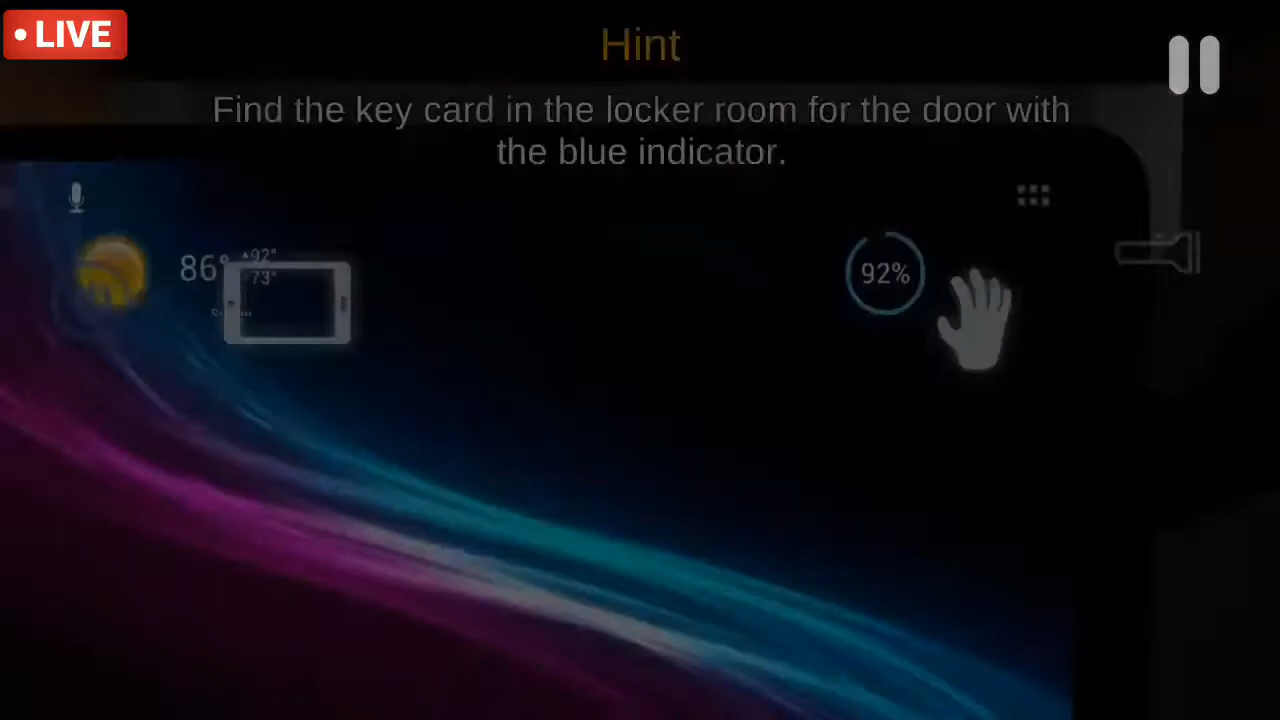 LIVE
Hint
Find the key card in the locker room for the door with
the blue indicator.
86°
+92°
73°
92%